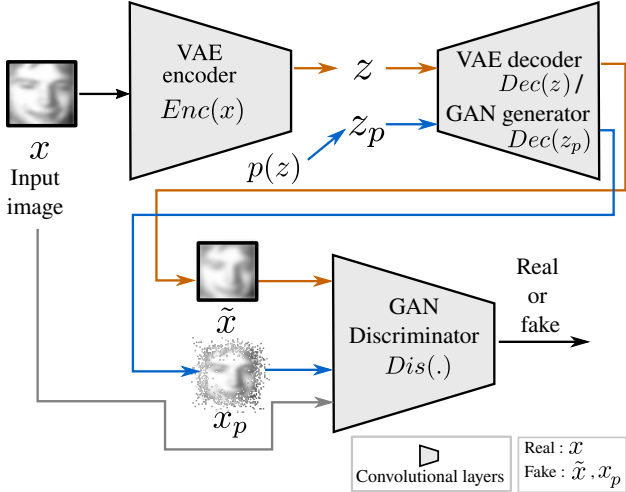 VAE
encoder
Enc(x)
z
VAE decoder
Dec(z) /
GAN generator
Dec(z_p)
z_p
p(z)
x
Input
image
x̃
x_p
GAN
Discriminator
Dis(.)
Real
or
fake
Convolutional layers
Real : x
Fake : x̃ , x_p